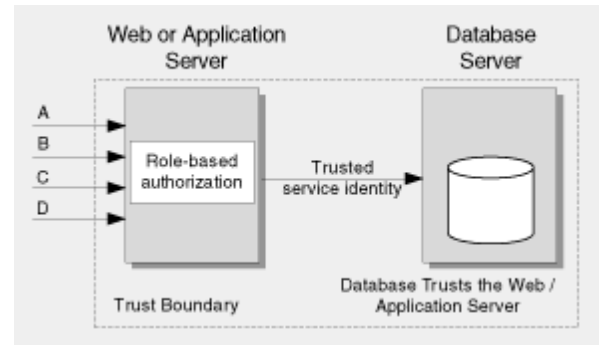 Web or Application
Server
Database
Server
A
B
C
D
Role-based
authorization
Trusted
service identity
Trust Boundary
Database Trusts the Web /
Application Server